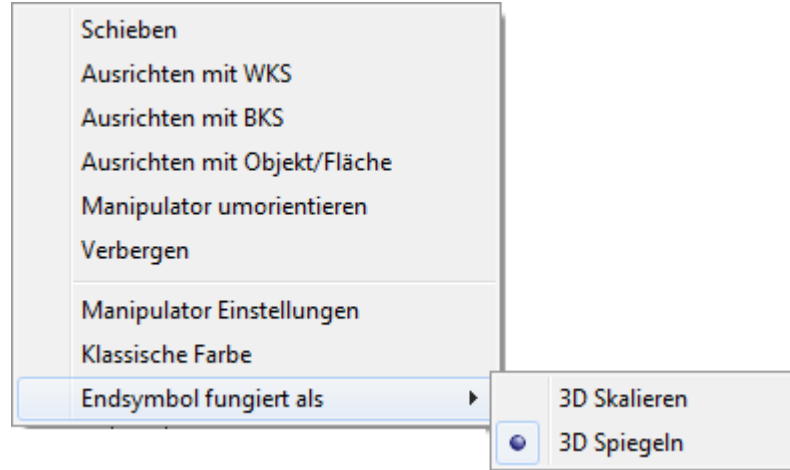 Schieben
Ausrichten mit WKS
Ausrichten mit BKS
Ausrichten mit Objekt/Fläche
Manipulator umorientieren
Verbergen
Manipulator Einstellungen
Klassische Farbe
Endsymbol fungiert als
3D Skalieren
3D Spiegeln